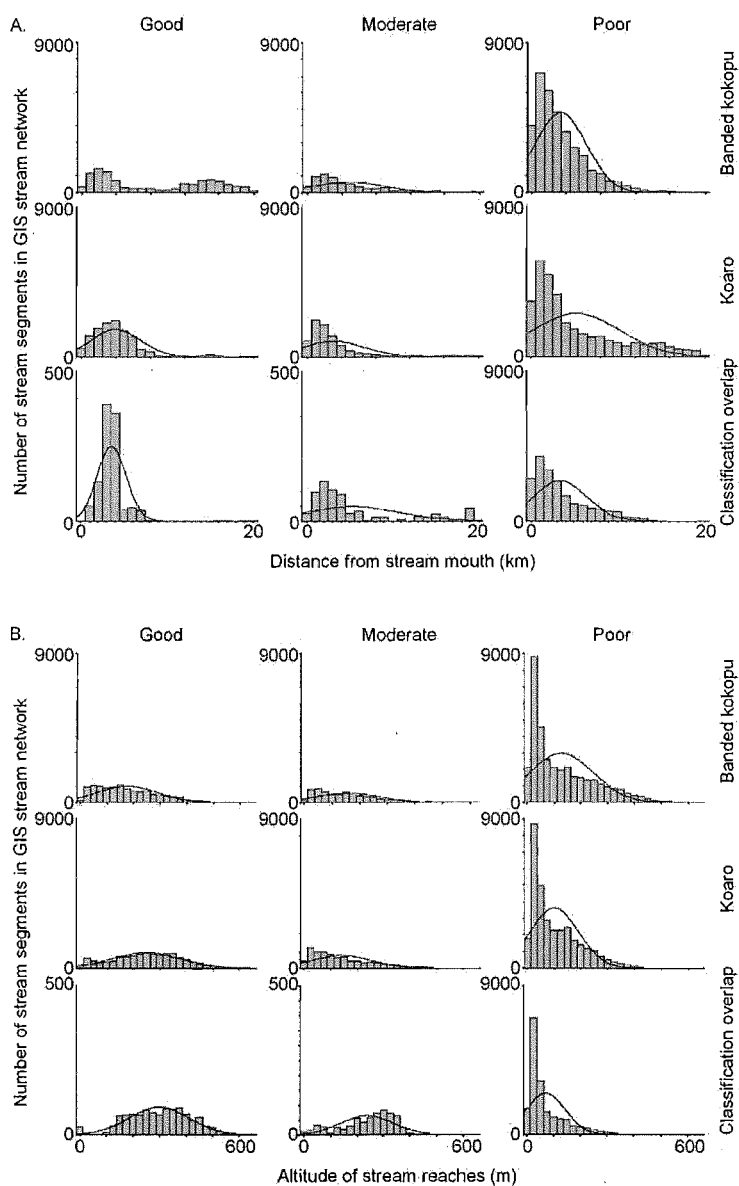 A.
Good Moderate Poor
Number of stream segments in GIS stream network
9000 9000 9000
0 0 0
Banded kokopu
9000 9000 9000
0 0 0
Koaro
500 500 9000
0 0 0
0 20 0 20 0 20
Classification overlap
Distance from stream mouth (km)
B.
Good Moderate Poor
Number of stream segments in GIS stream network
9000 9000 9000
0 0 0
Banded kokopu
9000 9000 9000
0 0 0
Koaro
500 500 9000
0 0 0
0 600 0 600 0 600
Classification overlap
Altitude of stream reaches (m)